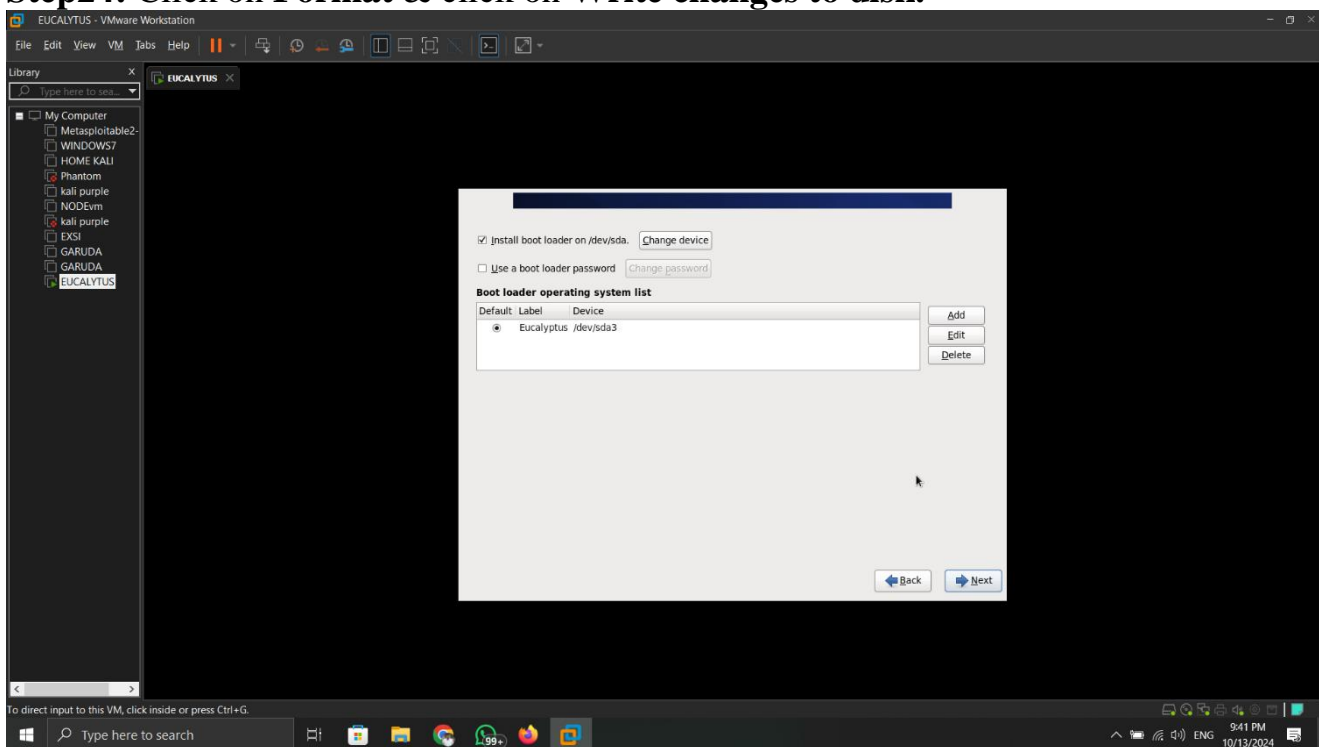 Step24: Click on Format & click on Write changes to disk.
EUCALYTUS - VMware Workstation
File Edit View VM Tabs Help
Library X
EUCALYTUS
Type here to sea...
My Computer
Metasploitable2-
WINDOWS7
HOME KALI
Phantom
kali purple
NODEvm
kali purple
EXSI
GARUDA
GARUDA
EUCALYTUS
Install boot loader on /dev/sda. Change device
Use a boot loader password Change password
Boot loader operating system list
Default Label Device
Eucalyptus /dev/sda3
Add
Edit
Delete
Back Next
To direct input to this VM, click inside or press Ctrl+G.
Type here to search
99+
ENG
9:41 PM
10/13/2024